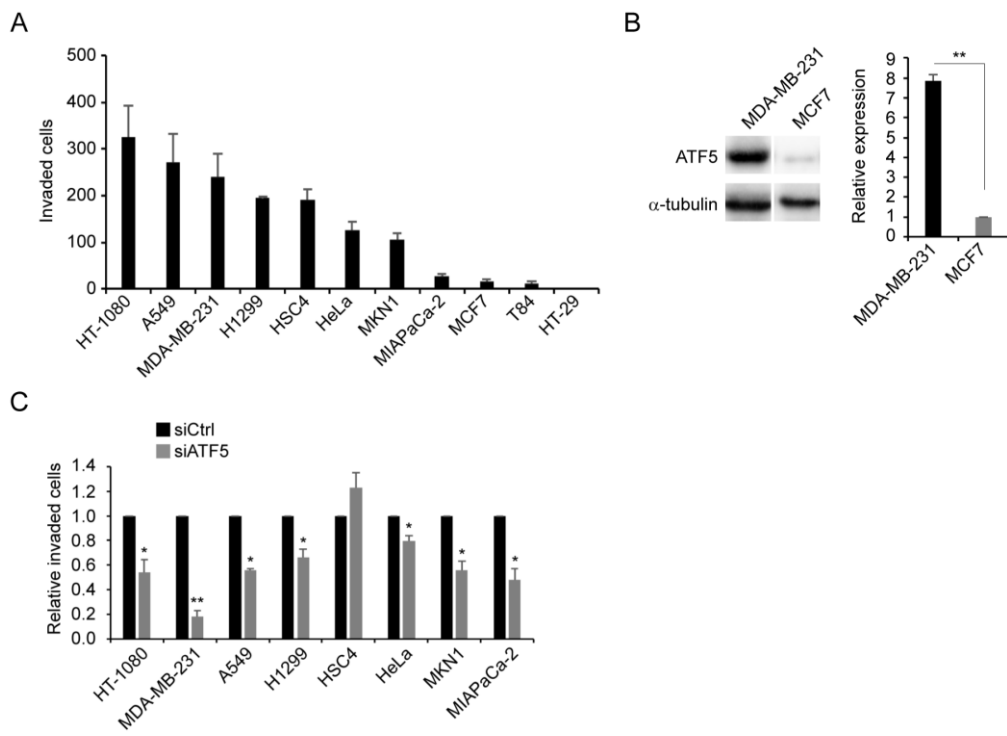 A
500
400
300
200
100
0
Invaded cells
HT-1080
A549
MDA-MB-231
H1299
HSC4
HeLa
MKN1
MIAPaCa-2
MCF7
T84
HT-29
B
MDA-MB-231
MCF7
ATF5
α-tubulin
**
9
8
7
6
5
4
3
2
1
0
Relative expression
MDA-MB-231
MCF7
C
siCtrl
siATF5
1.4
1.2
1.0
0.8
0.6
0.4
0.2
0.0
Relative invaded cells
* ** * * * * *
HT-1080
MDA-MB-231
A549
H1299
HSC4
HeLa
MKN1
MIAPaCa-2